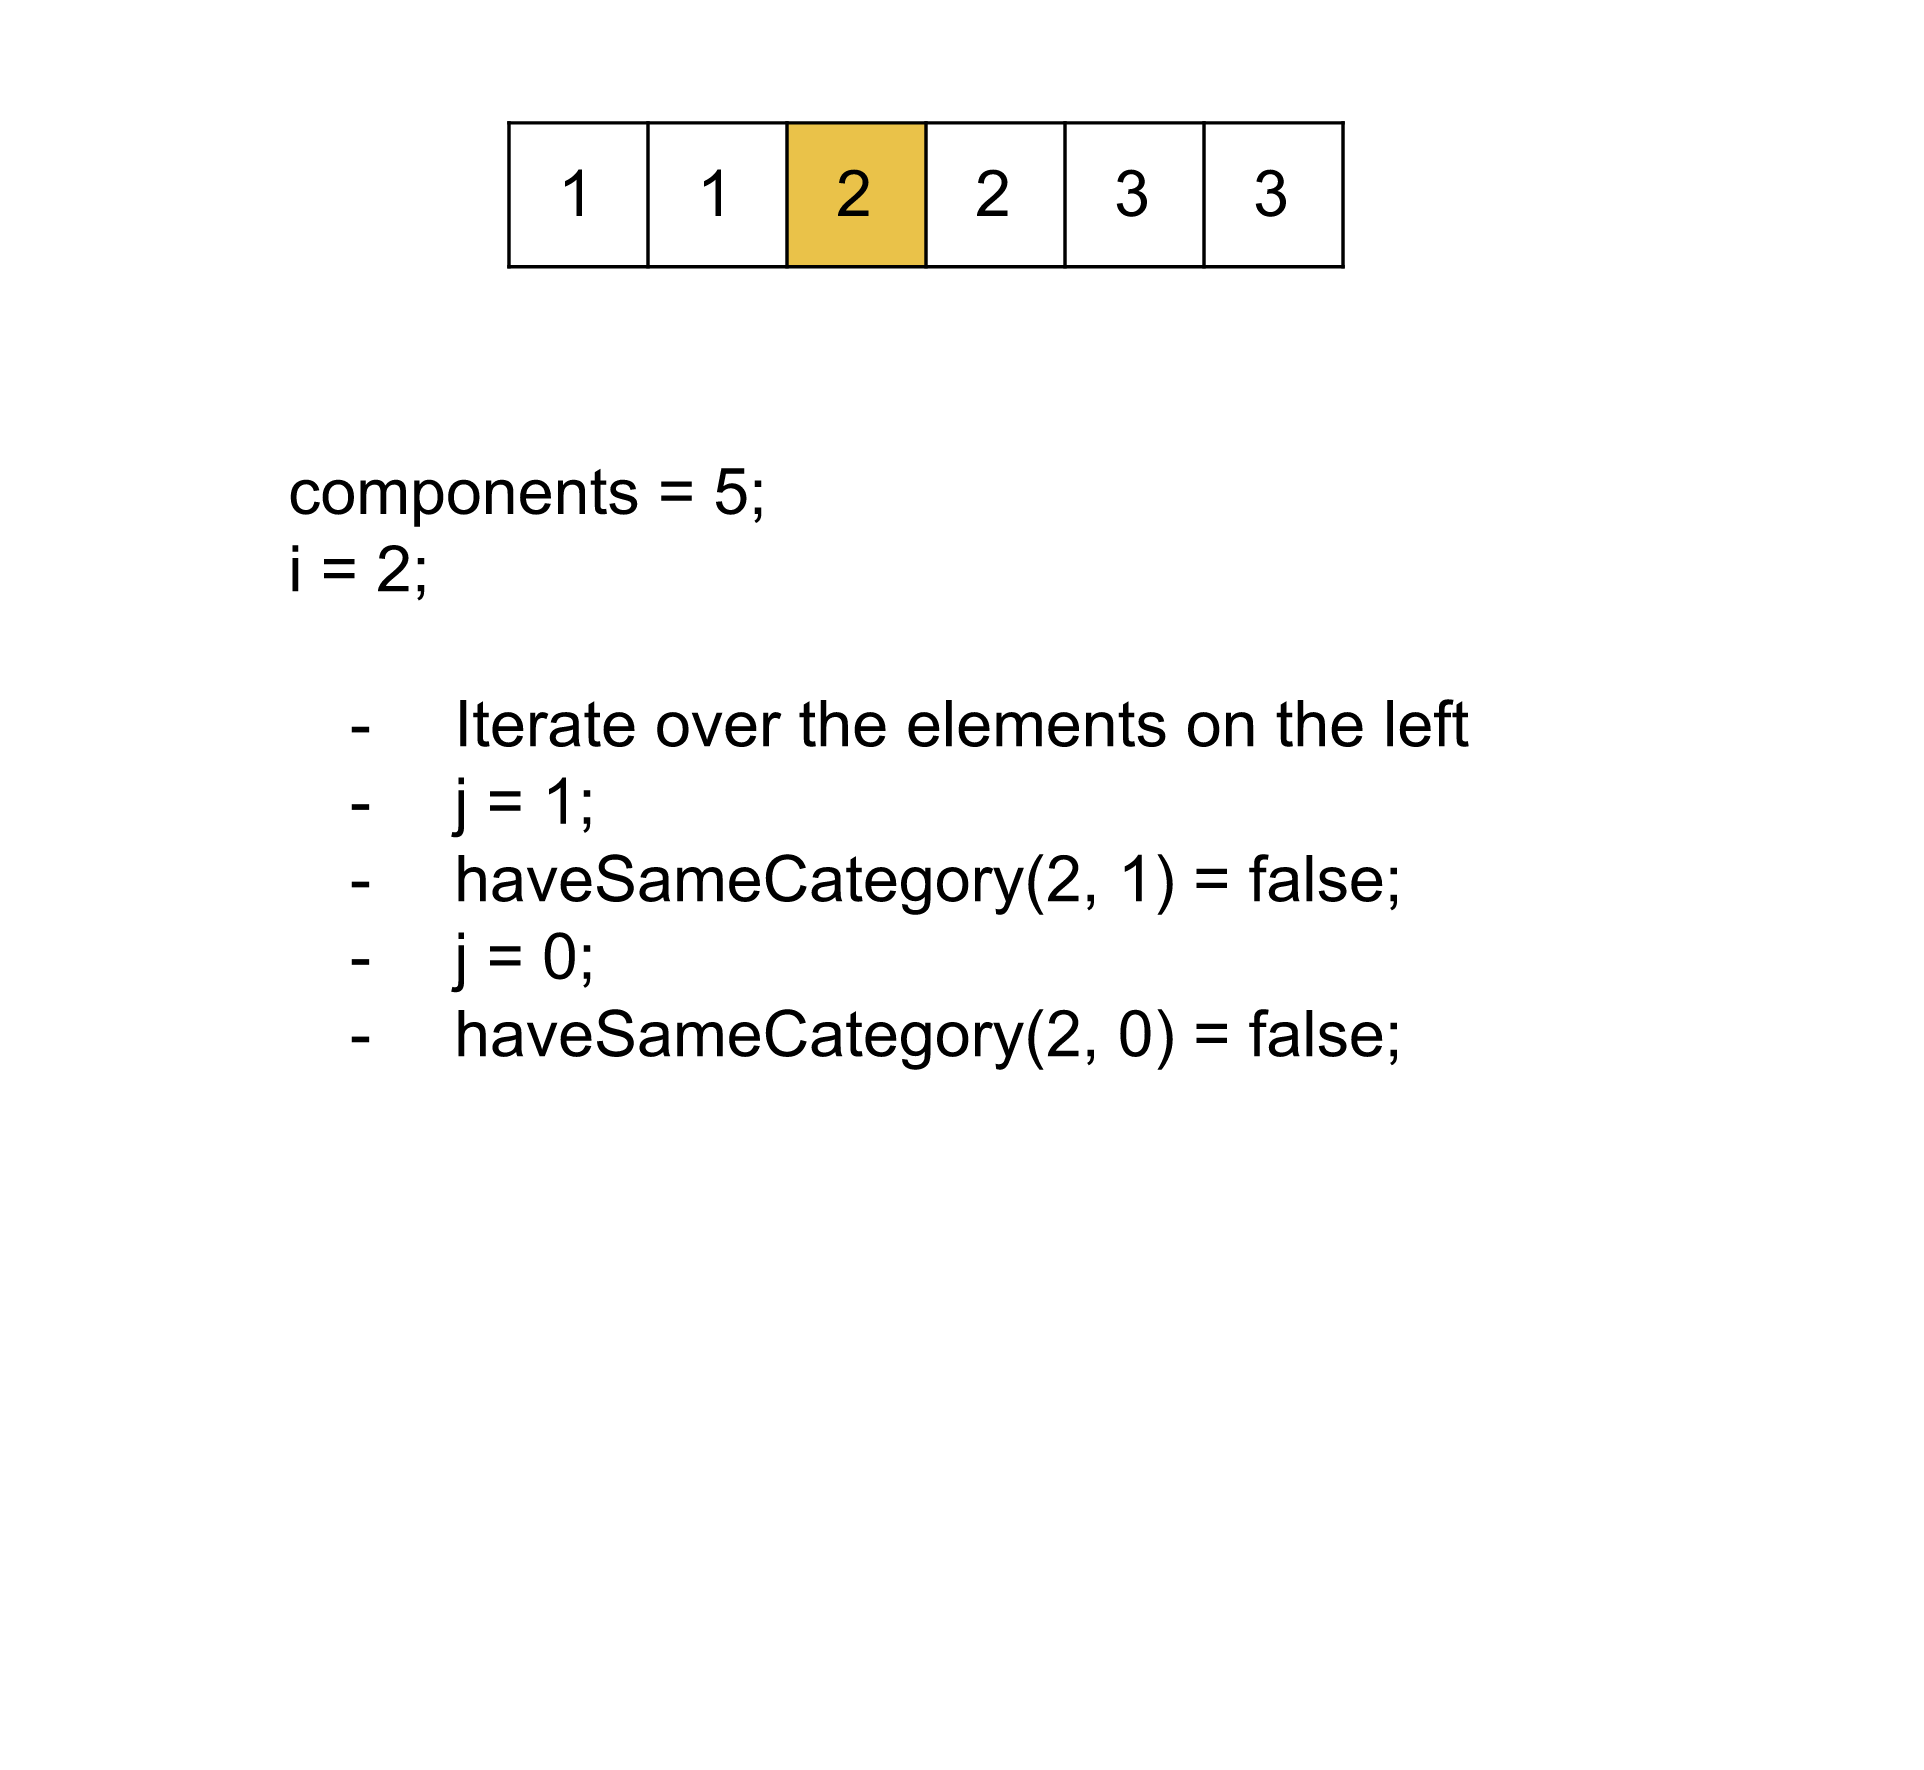 1 1 2 2 3 3
components = 5;
i = 2;
- Iterate over the elements on the left
- j = 1;
- haveSameCategory(2, 1) = false;
- j = 0;
- haveSameCategory(2, 0) = false;